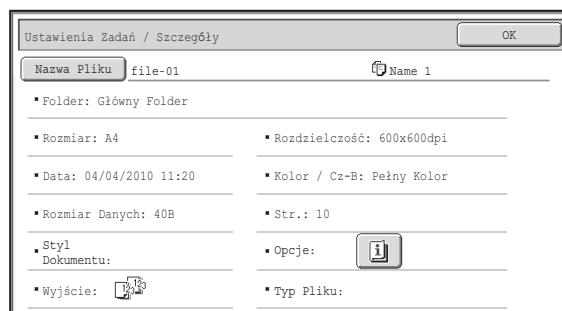 Ustawienia Zadań / Szczegóły
OK
Nazwa Pliku file-01 Name 1
Folder: Główny Folder
Rozmiar: A4
Rozdzielczość: 600x600dpi
Data: 04/04/2010 11:20
Kolor / Cz-B: Pełny Kolor
Rozmiar Danych: 40B
Str.: 10
Styl
Dokumentu:
Opcje:
Wyjście:
Typ Pliku: